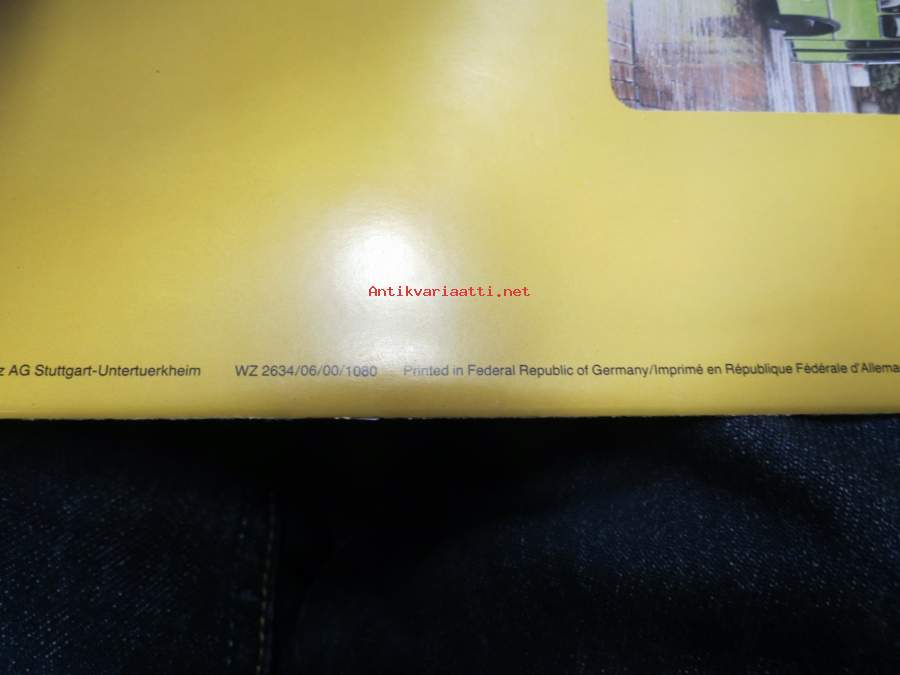 Antikvariaatti.net
z AG Stuttgart-Untertuerkheim WZ 2634/06/00/1080 Printed in Federal Republic of Germany/Imprimé en République Fédérale d'Allema